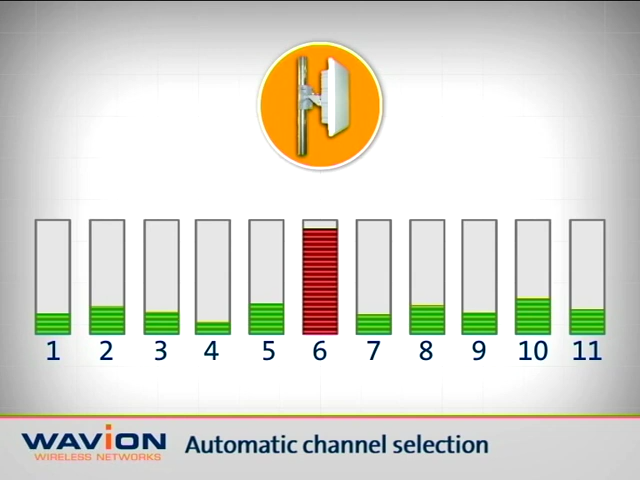 1 2 3 4 5 6 7 8 9 10 11
WAVION
WIRELESS NETWORKS
Automatic channel selection